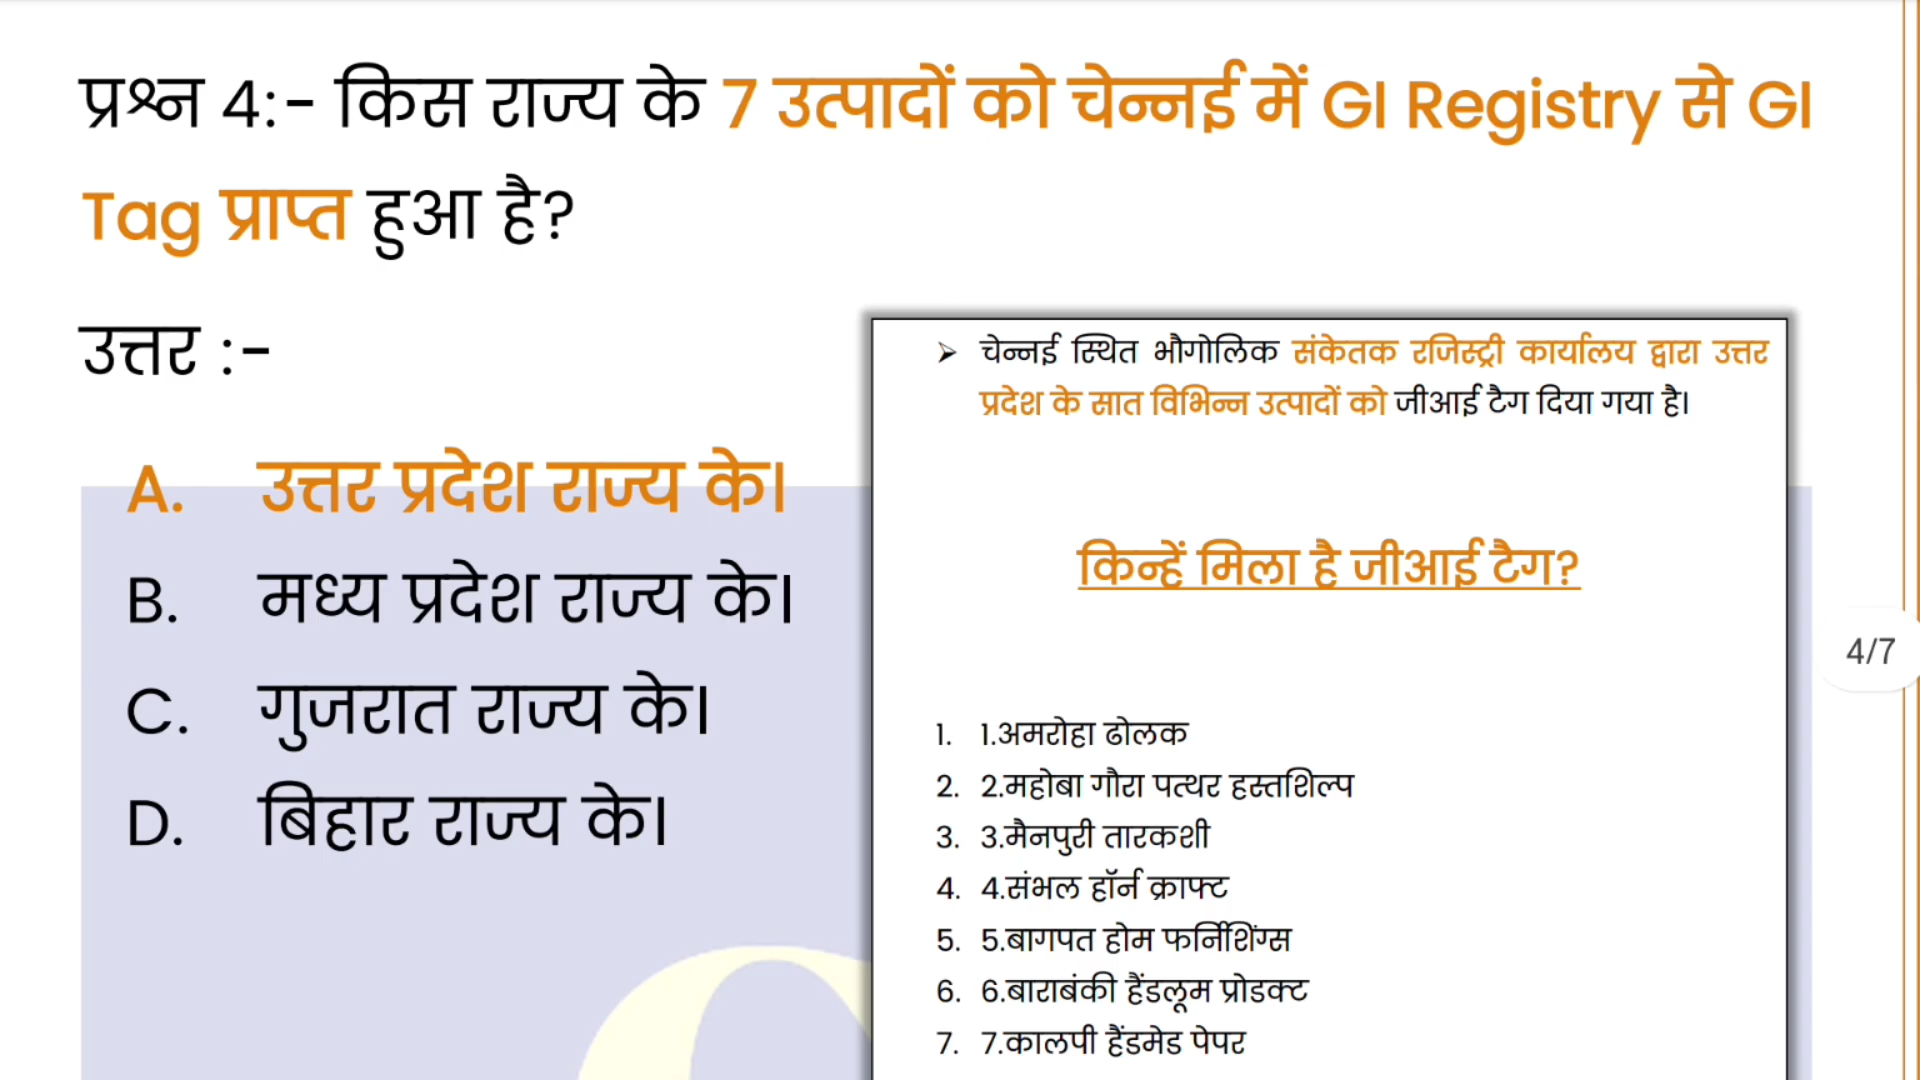 प्रश्न 4:- किस राज्य के 7 उत्पादों को चेन्नई में GI Registry से GI
Tag प्राप्त हुआ है?
उत्तर :-
A. उत्तर प्रदेश राज्य के।
B. मध्य प्रदेश राज्य के।
C. गुजरात राज्य के।
D. बिहार राज्य के।
➢ चेन्नई स्थित भौगोलिक संकेतक रजिस्ट्री कार्यालय द्वारा उत्तर
प्रदेश के सात विभिन्न उत्पादों को जीआई टैग दिया गया है।
किन्हें मिला है जीआई टैग?
1. 1.अमरोहा ढोलक
2. 2.महोबा गौरा पत्थर हस्तशिल्प
3. 3.मैनपुरी तारकशी
4. 4.संभल हॉर्न क्राफ्ट
5. 5.बागपत होम फर्निशिंग्स
6. 6.बाराबंकी हैंडलूम प्रोडक्ट
7. 7.कालपी हैंडमेड पेपर
4/7